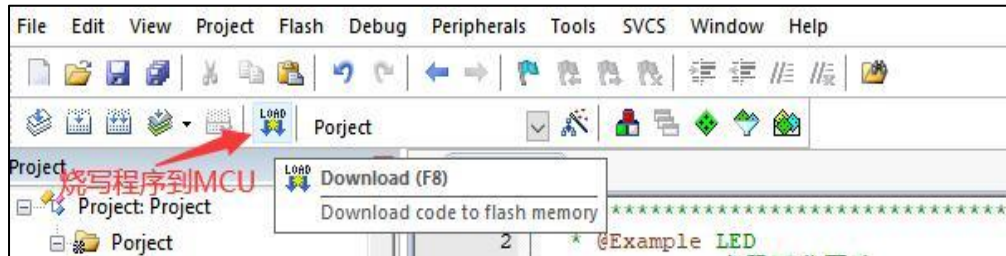 File Edit View Project Flash Debug Peripherals Tools SVCS Window Help
LOAD Porject
Project
烧写程序到MCU
LOAD Download (F8)
Download code to flash memory
Project: Project
Porject
*******************************
2 * @Example LED